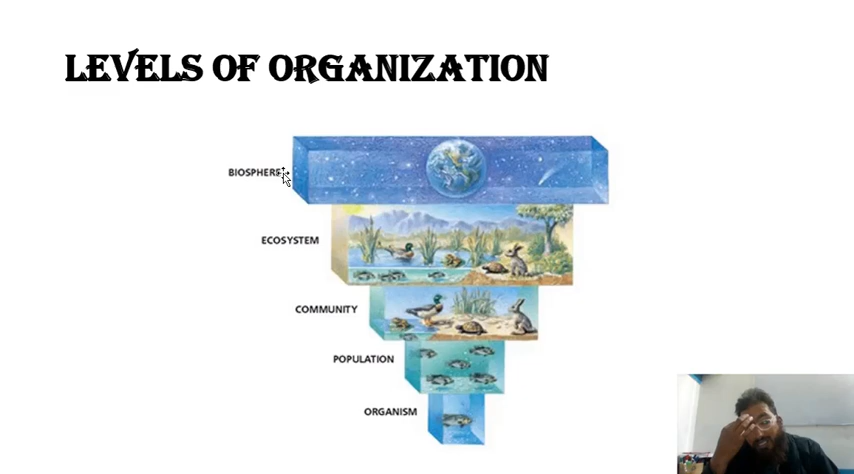 LEVELS OF ORGANIZATION
BIOSPHERE
ECOSYSTEM
COMMUNITY
POPULATION
ORGANISM